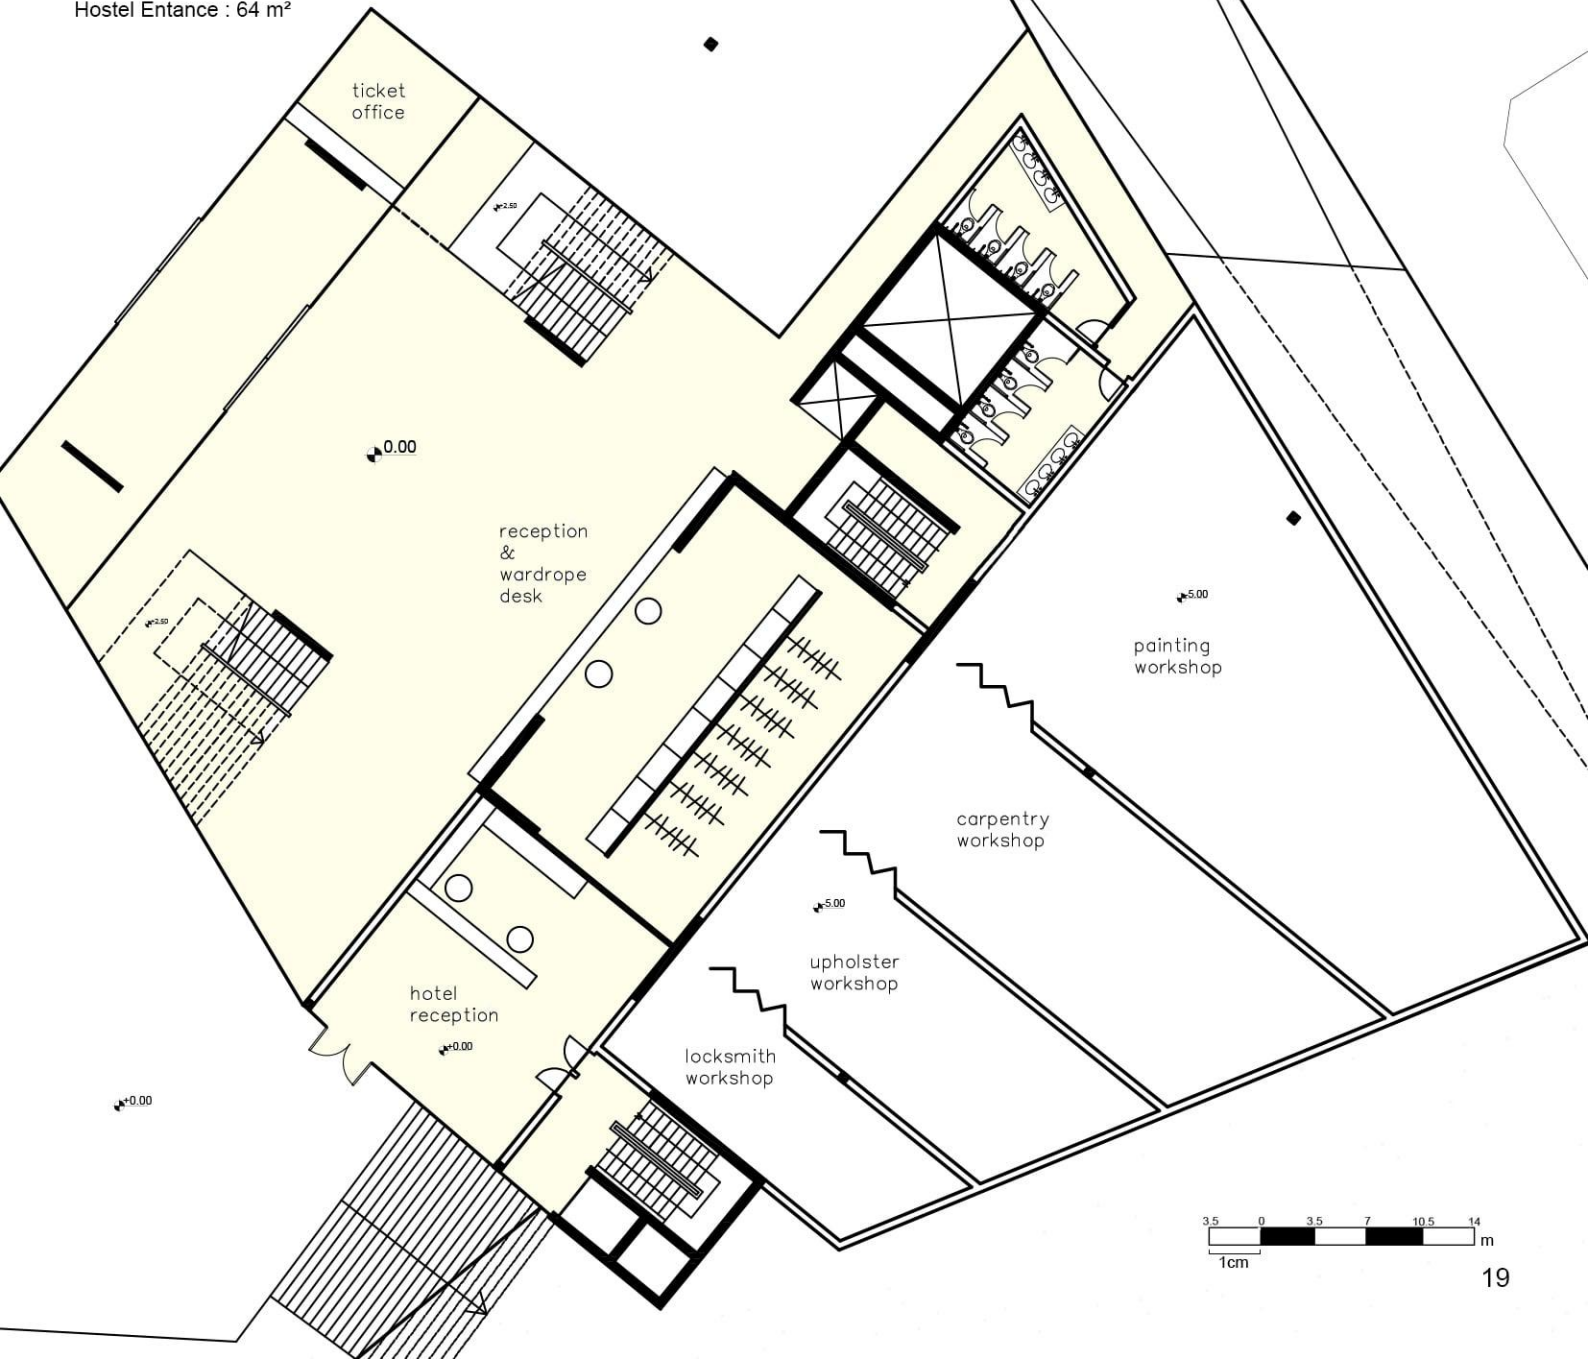 Hostel Entance : 64 m²
ticket
office
+2.50
0.00
reception
&
wardrope
desk
-5.00
+2.50
painting
workshop
carpentry
workshop
-5.00
upholster
workshop
hotel
reception
+0.00
locksmith
workshop
+0.00
3.5 0 3.5 7 10.5 14
m
1cm
19